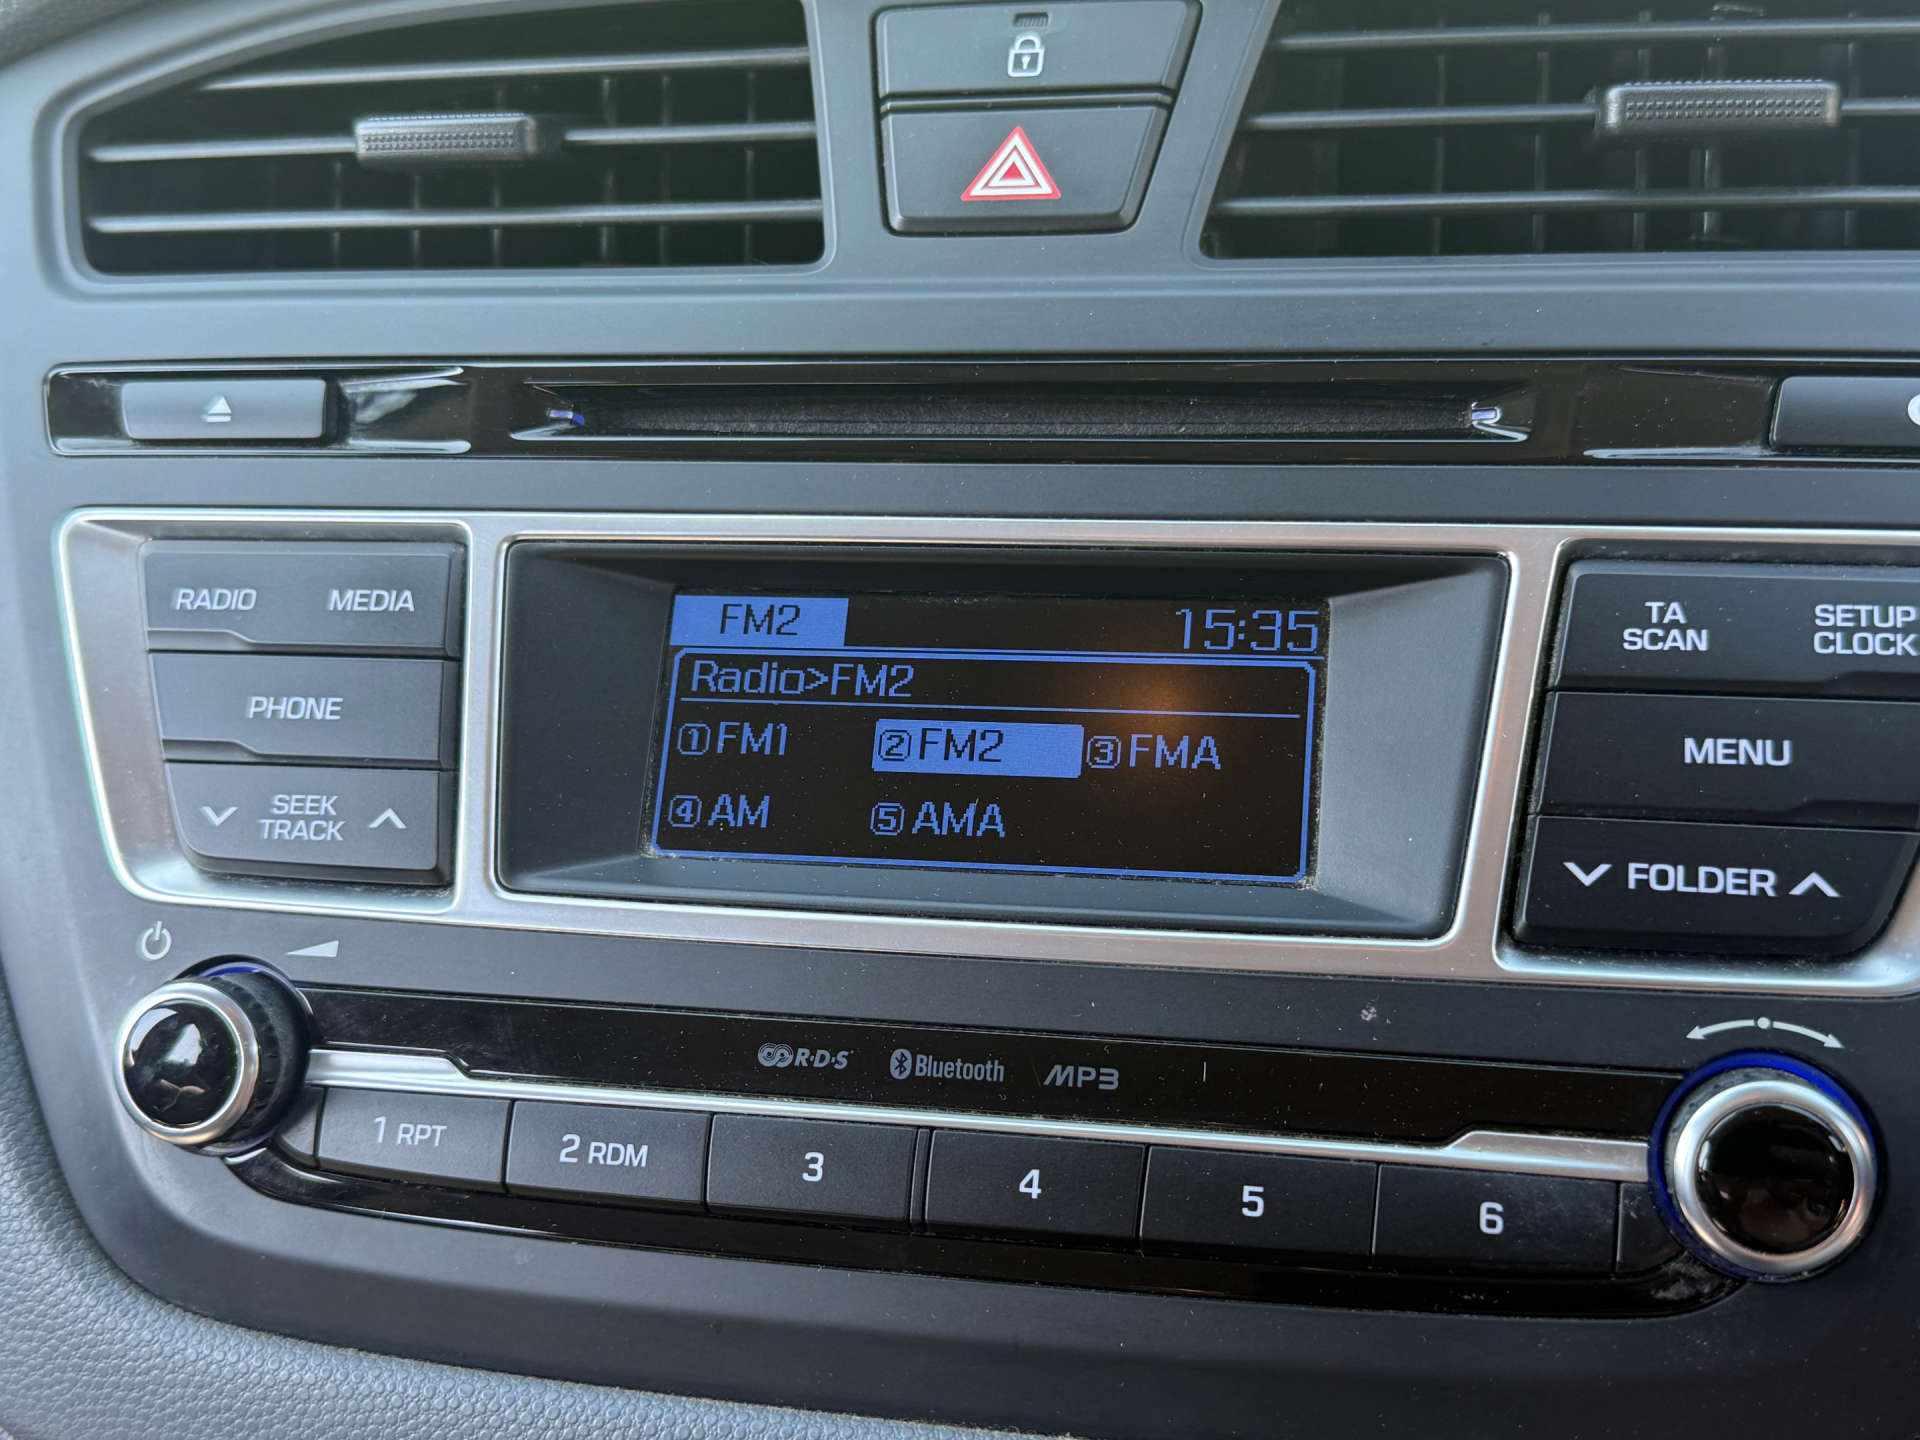 RADIO MEDIA
PHONE
SEEK
TRACK
FM2 15:35
Radio>FM2
①FM1 ②FM2 ③FMA
④AM ⑤AMA
TA
SCAN
SETUP
CLOCK
MENU
FOLDER
R·D·S Bluetooth MP3
1 RPT 2 RDM 3 4 5 6